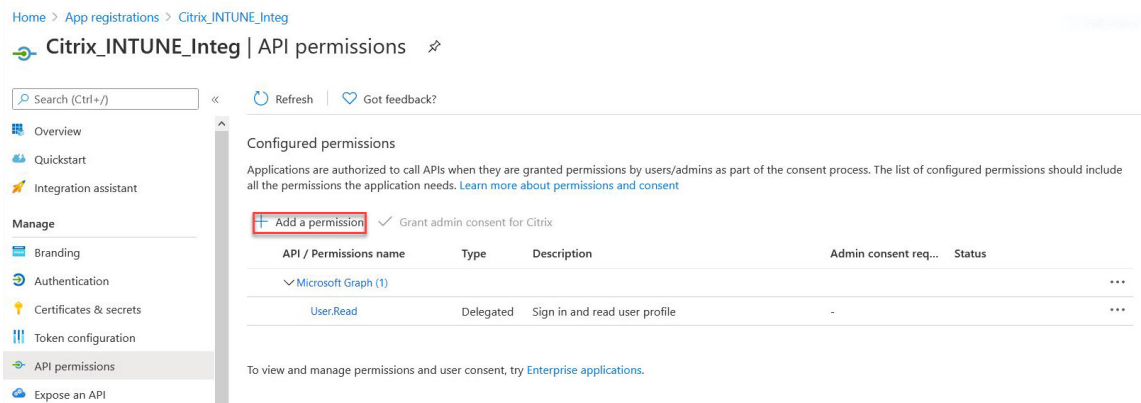 Home > App registrations > Citrix_INTUNE_Integ
Citrix_INTUNE_Integ | API permissions
Search (Ctrl+/)
«
Refresh
Got feedback?
Overview
Quickstart
Integration assistant
Manage
Branding
Authentication
Certificates & secrets
Token configuration
API permissions
Expose an API
Configured permissions
Applications are authorized to call APIs when they are granted permissions by users/admins as part of the consent process. The list of configured permissions should include
all the permissions the application needs. Learn more about permissions and consent
+ Add a permission Grant admin consent for Citrix
API / Permissions name Type Description Admin consent req... Status
Microsoft Graph (1) ...
User.Read Delegated Sign in and read user profile - ...
To view and manage permissions and user consent, try Enterprise applications.